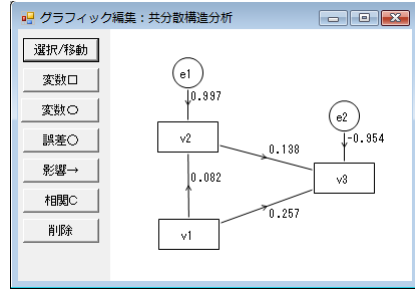 グラフィック編集：共分散構造分析
選択/移動
変数□
変数○
誤差○
影響→
相関C
削除
e1
0.997
e2
v2
-0.954
0.138
v3
0.082
0.257
v1